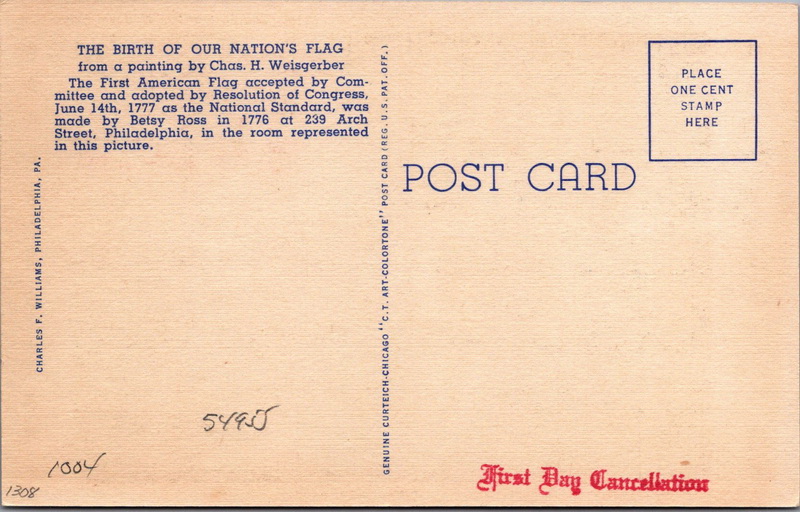 THE BIRTH OF OUR NATION'S FLAG
from a painting by Chas. H. Weisgerber
The First American Flag accepted by Com-
mittee and adopted by Resolution of Congress,
June 14th, 1777 as the National Standard, was
made by Betsy Ross in 1776 at 239 Arch
Street, Philadelphia, in the room represented
in this picture.
CHARLES F. WILLIAMS, PHILADELPHIA, PA.
GENUINE CURTEICH-CHICAGO "C.T. ART-COLORTONE" POST CARD (REG. U.S. PAT. OFF.)
PLACE
ONE CENT
STAMP
HERE
POST CARD
1004
1308
First Day Cancellation